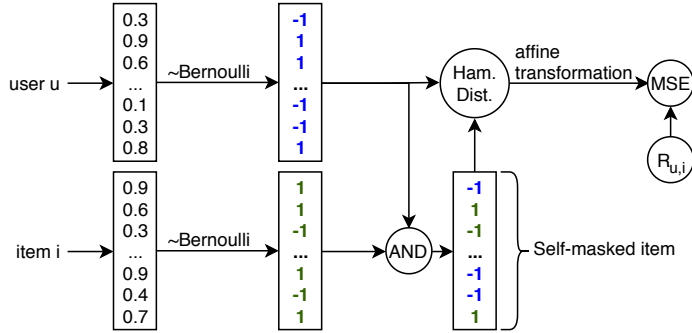 user u
0.3
0.9
0.6
...
0.1
0.3
0.8
~Bernoulli
-1
1
1
...
-1
-1
1
Ham.
Dist.
affine
transformation
MSE
R_{u,i}
item i
0.9
0.6
0.3
...
0.9
0.4
0.7
~Bernoulli
1
1
-1
...
1
-1
1
AND
-1
1
-1
...
-1
-1
1
Self-masked item